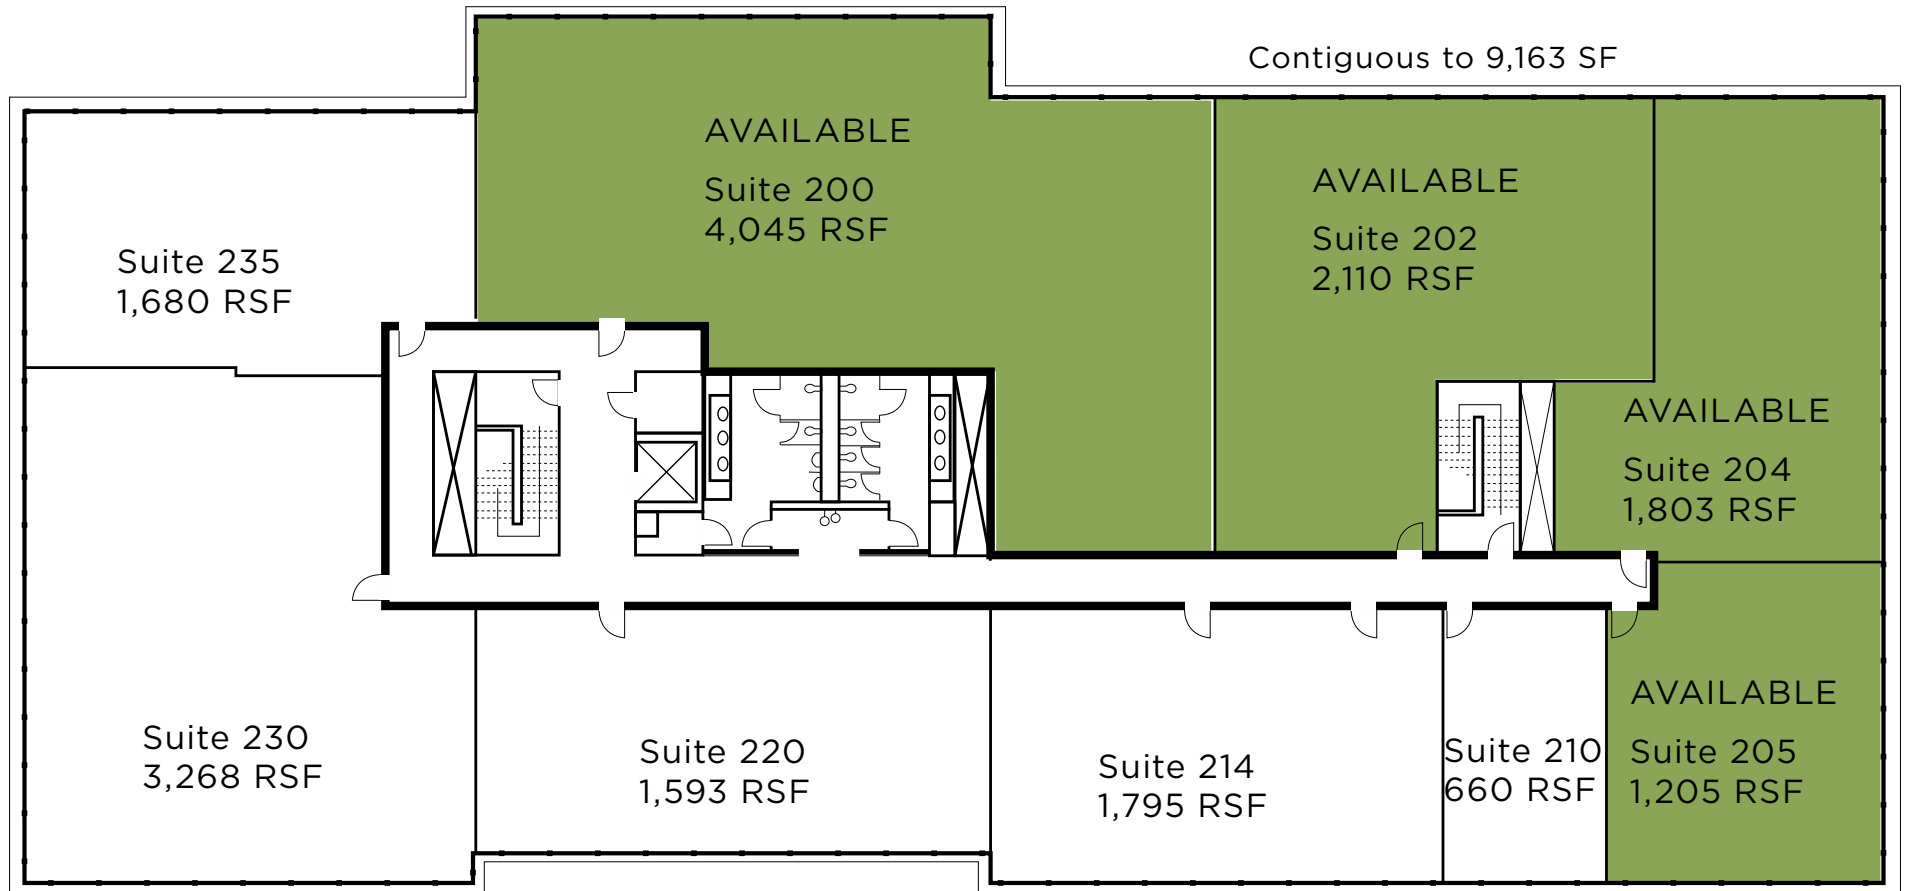 Contiguous to 9,163 SF
AVAILABLE
Suite 200
4,045 RSF
AVAILABLE
Suite 202
2,110 RSF
Suite 235
1,680 RSF
AVAILABLE
Suite 204
1,803 RSF
Suite 230
3,268 RSF
Suite 220
1,593 RSF
Suite 214
1,795 RSF
Suite 210
660 RSF
AVAILABLE
Suite 205
1,205 RSF